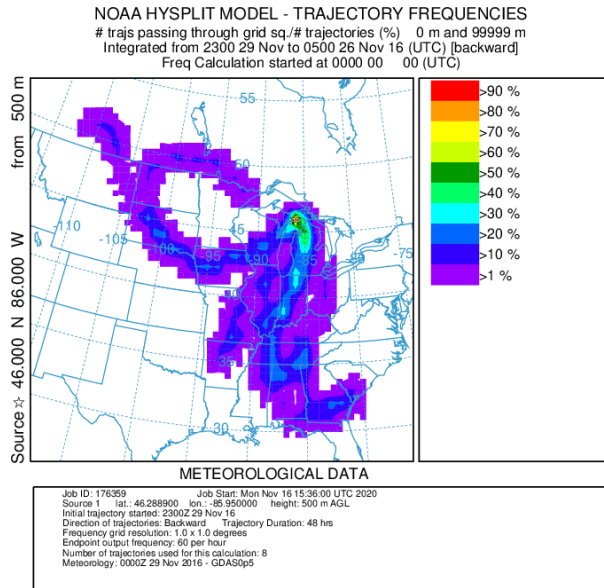 NOAA HYSPLIT MODEL - TRAJECTORY FREQUENCIES
# trajs passing through grid sq./# trajectories (%) 0 m and 99999 m
Integrated from 2300 29 Nov to 0500 26 Nov 16 (UTC) [backward]
Freq Calculation started at 0000 00 00 (UTC)
Source ☆ 46.000 N 86.000 W from 500 m
55
50
-110
-105
-100
-95
-90
-85
45
35
30
>90 %
>80 %
>70 %
>60 %
>50 %
>40 %
>30 %
>20 %
>10 %
>1 %
METEOROLOGICAL DATA
Job ID: 176359 Job Start: Mon Nov 16 15:36:00 UTC 2020
Source 1 lat.: 46.288900 lon.: -85.950000 height: 500 m AGL
Initial trajectory started: 2300Z 29 Nov 16
Direction of trajectories: Backward Trajectory Duration: 48 hrs
Frequency grid resolution: 1.0 x 1.0 degrees
Endpoint output frequency: 60 per hour
Number of trajectories used for this calculation: 8
Meteorology: 0000Z 29 Nov 2016 - GDAS0p5